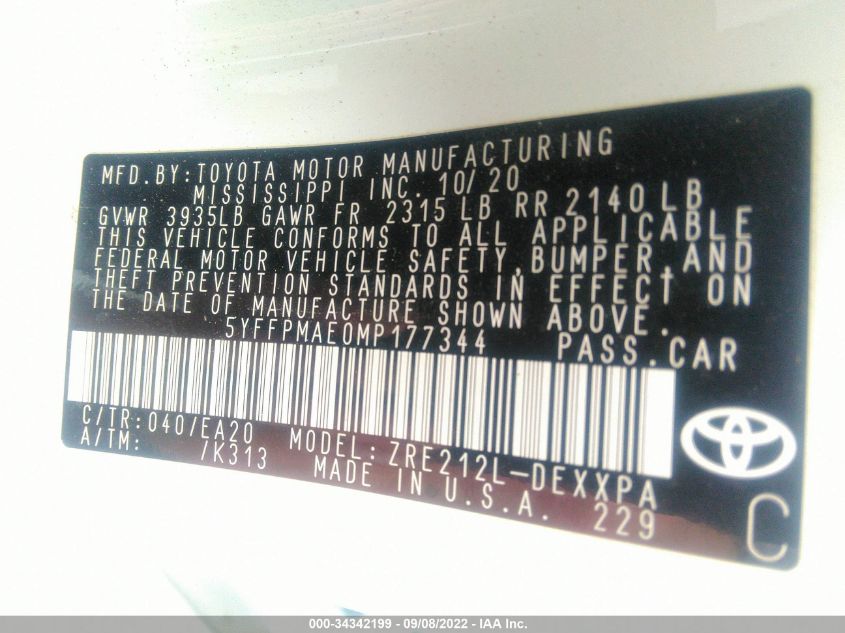 MFD.BY:TOYOTA MOTOR MANUFACTURING
MISSISSIPPI INC. 10/20
GVWR 3935LB GAWR FR 2315LB RR 2140LB
THIS VEHICLE CONFORMS TO ALL APPLICABLE
FEDERAL MOTOR VEHICLE SAFETY,BUMPER,AND
THEFT PREVENTION STANDARDS IN EFFECT ON
THE DATE OF MANUFACTURE SHOWN ABOVE.
5YFFPMAE0MP177344 PASS.CAR
C/TR:040/EA20 MODEL:ZRE212L-DEXXPA
A/TM: /K313 MADE IN U.S.A. 229
C
000-34342199 - 09/08/2022 - IAA Inc.